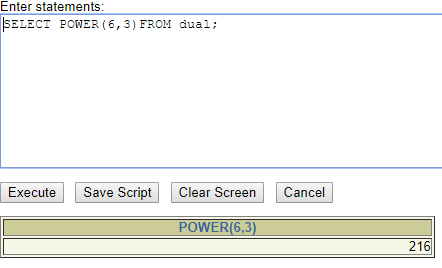 Enter statements:
SELECT POWER(6,3)FROM dual;
Execute Save Script Clear Screen Cancel
POWER(6,3)
216